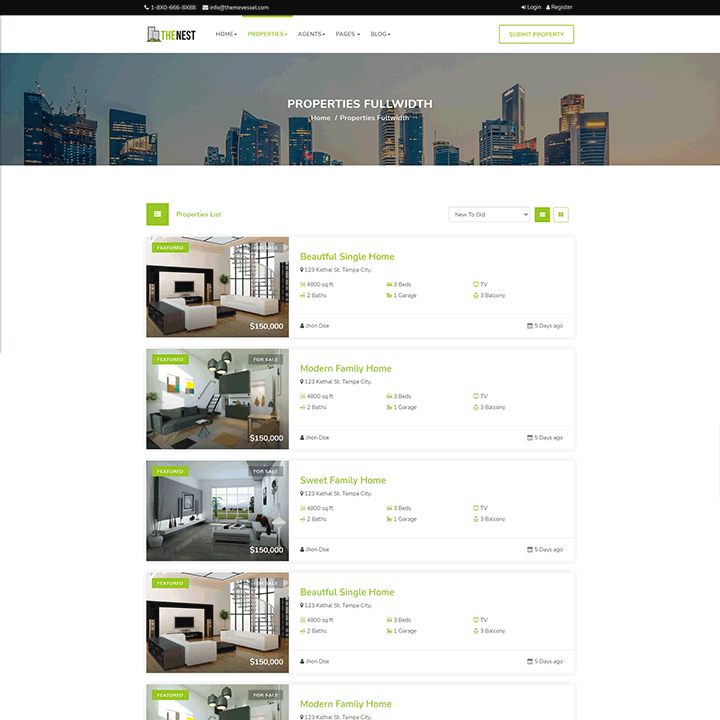 1-8X0-666-8X88 info@themevessel.com Login Register
THENEST HOME PROPERTIES AGENTS PAGES BLOG SUBMIT PROPERTY
PROPERTIES FULLWIDTH
Home / Properties Fullwidth
Properties List New To Old
FEATURED FOR SALE
Beautful Single Home
123 Kathal St. Tampa City,
4800 sq ft 3 Beds TV
2 Baths 1 Garage 3 Balcony
$150,000 Jhon Doe 5 Days ago
FEATURED FOR SALE
Modern Family Home
123 Kathal St. Tampa City,
4800 sq ft 3 Beds TV
2 Baths 1 Garage 3 Balcony
$150,000 Jhon Doe 5 Days ago
FEATURED FOR SALE
Sweet Family Home
123 Kathal St. Tampa City,
4800 sq ft 3 Beds TV
2 Baths 1 Garage 3 Balcony
$150,000 Jhon Doe 5 Days ago
FEATURED FOR SALE
Beautful Single Home
123 Kathal St. Tampa City,
4800 sq ft 3 Beds TV
2 Baths 1 Garage 3 Balcony
$150,000 Jhon Doe 5 Days ago
FEATURED FOR SALE
Modern Family Home
123 Kathal St. Tampa City,